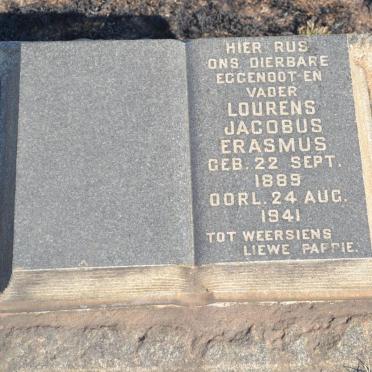 HIER RUS
ONS DIERBARE
EGGENOOT EN
VADER
LOURENS
JACOBUS
ERASMUS
GEB. 22 SEPT.
1889
OORL. 24 AUG.
1941
TOT WEERSIENS
LIEWE PAPPIE.